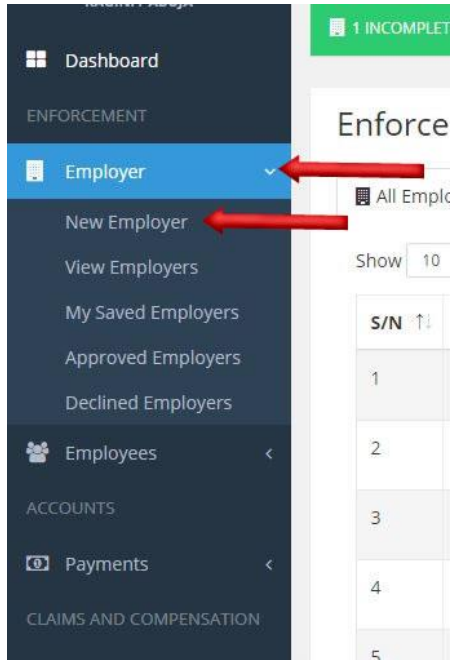 Dashboard
ENFORCEMENT
Employer
New Employer
View Employers
My Saved Employers
Approved Employers
Declined Employers
Employees
ACCOUNTS
Payments
CLAIMS AND COMPENSATION
1 INCOMPLET
Enforce
All Emplo
Show 10
S/N
1
2
3
4
5